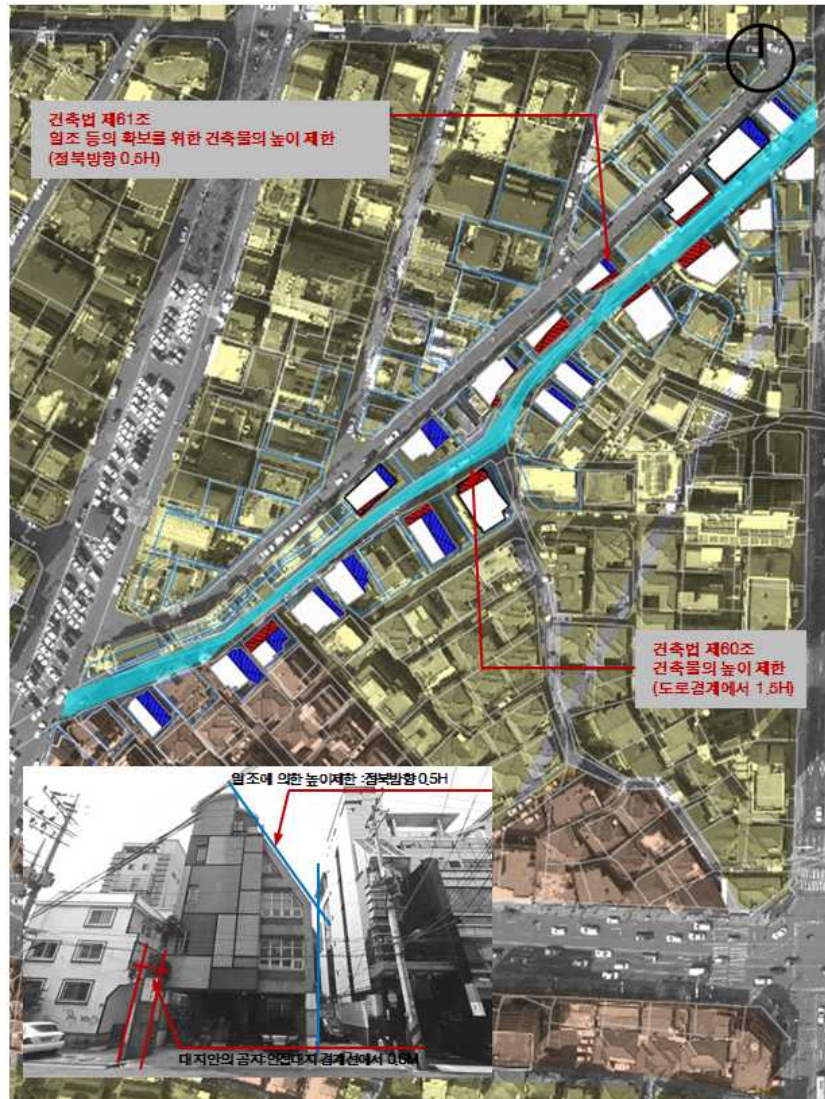 건축법 제61조
일조 등의 확보를 위한 건축물의 높이 제한
(정북방향 0.5H)
건축법 제60조
건축물의 높이 제한
(도로경계에서 1.5H)
일조에 의한 높이제한 : 정북방향 0.5H
대지안의 공지: 인접대지 경계선에서 0.5M